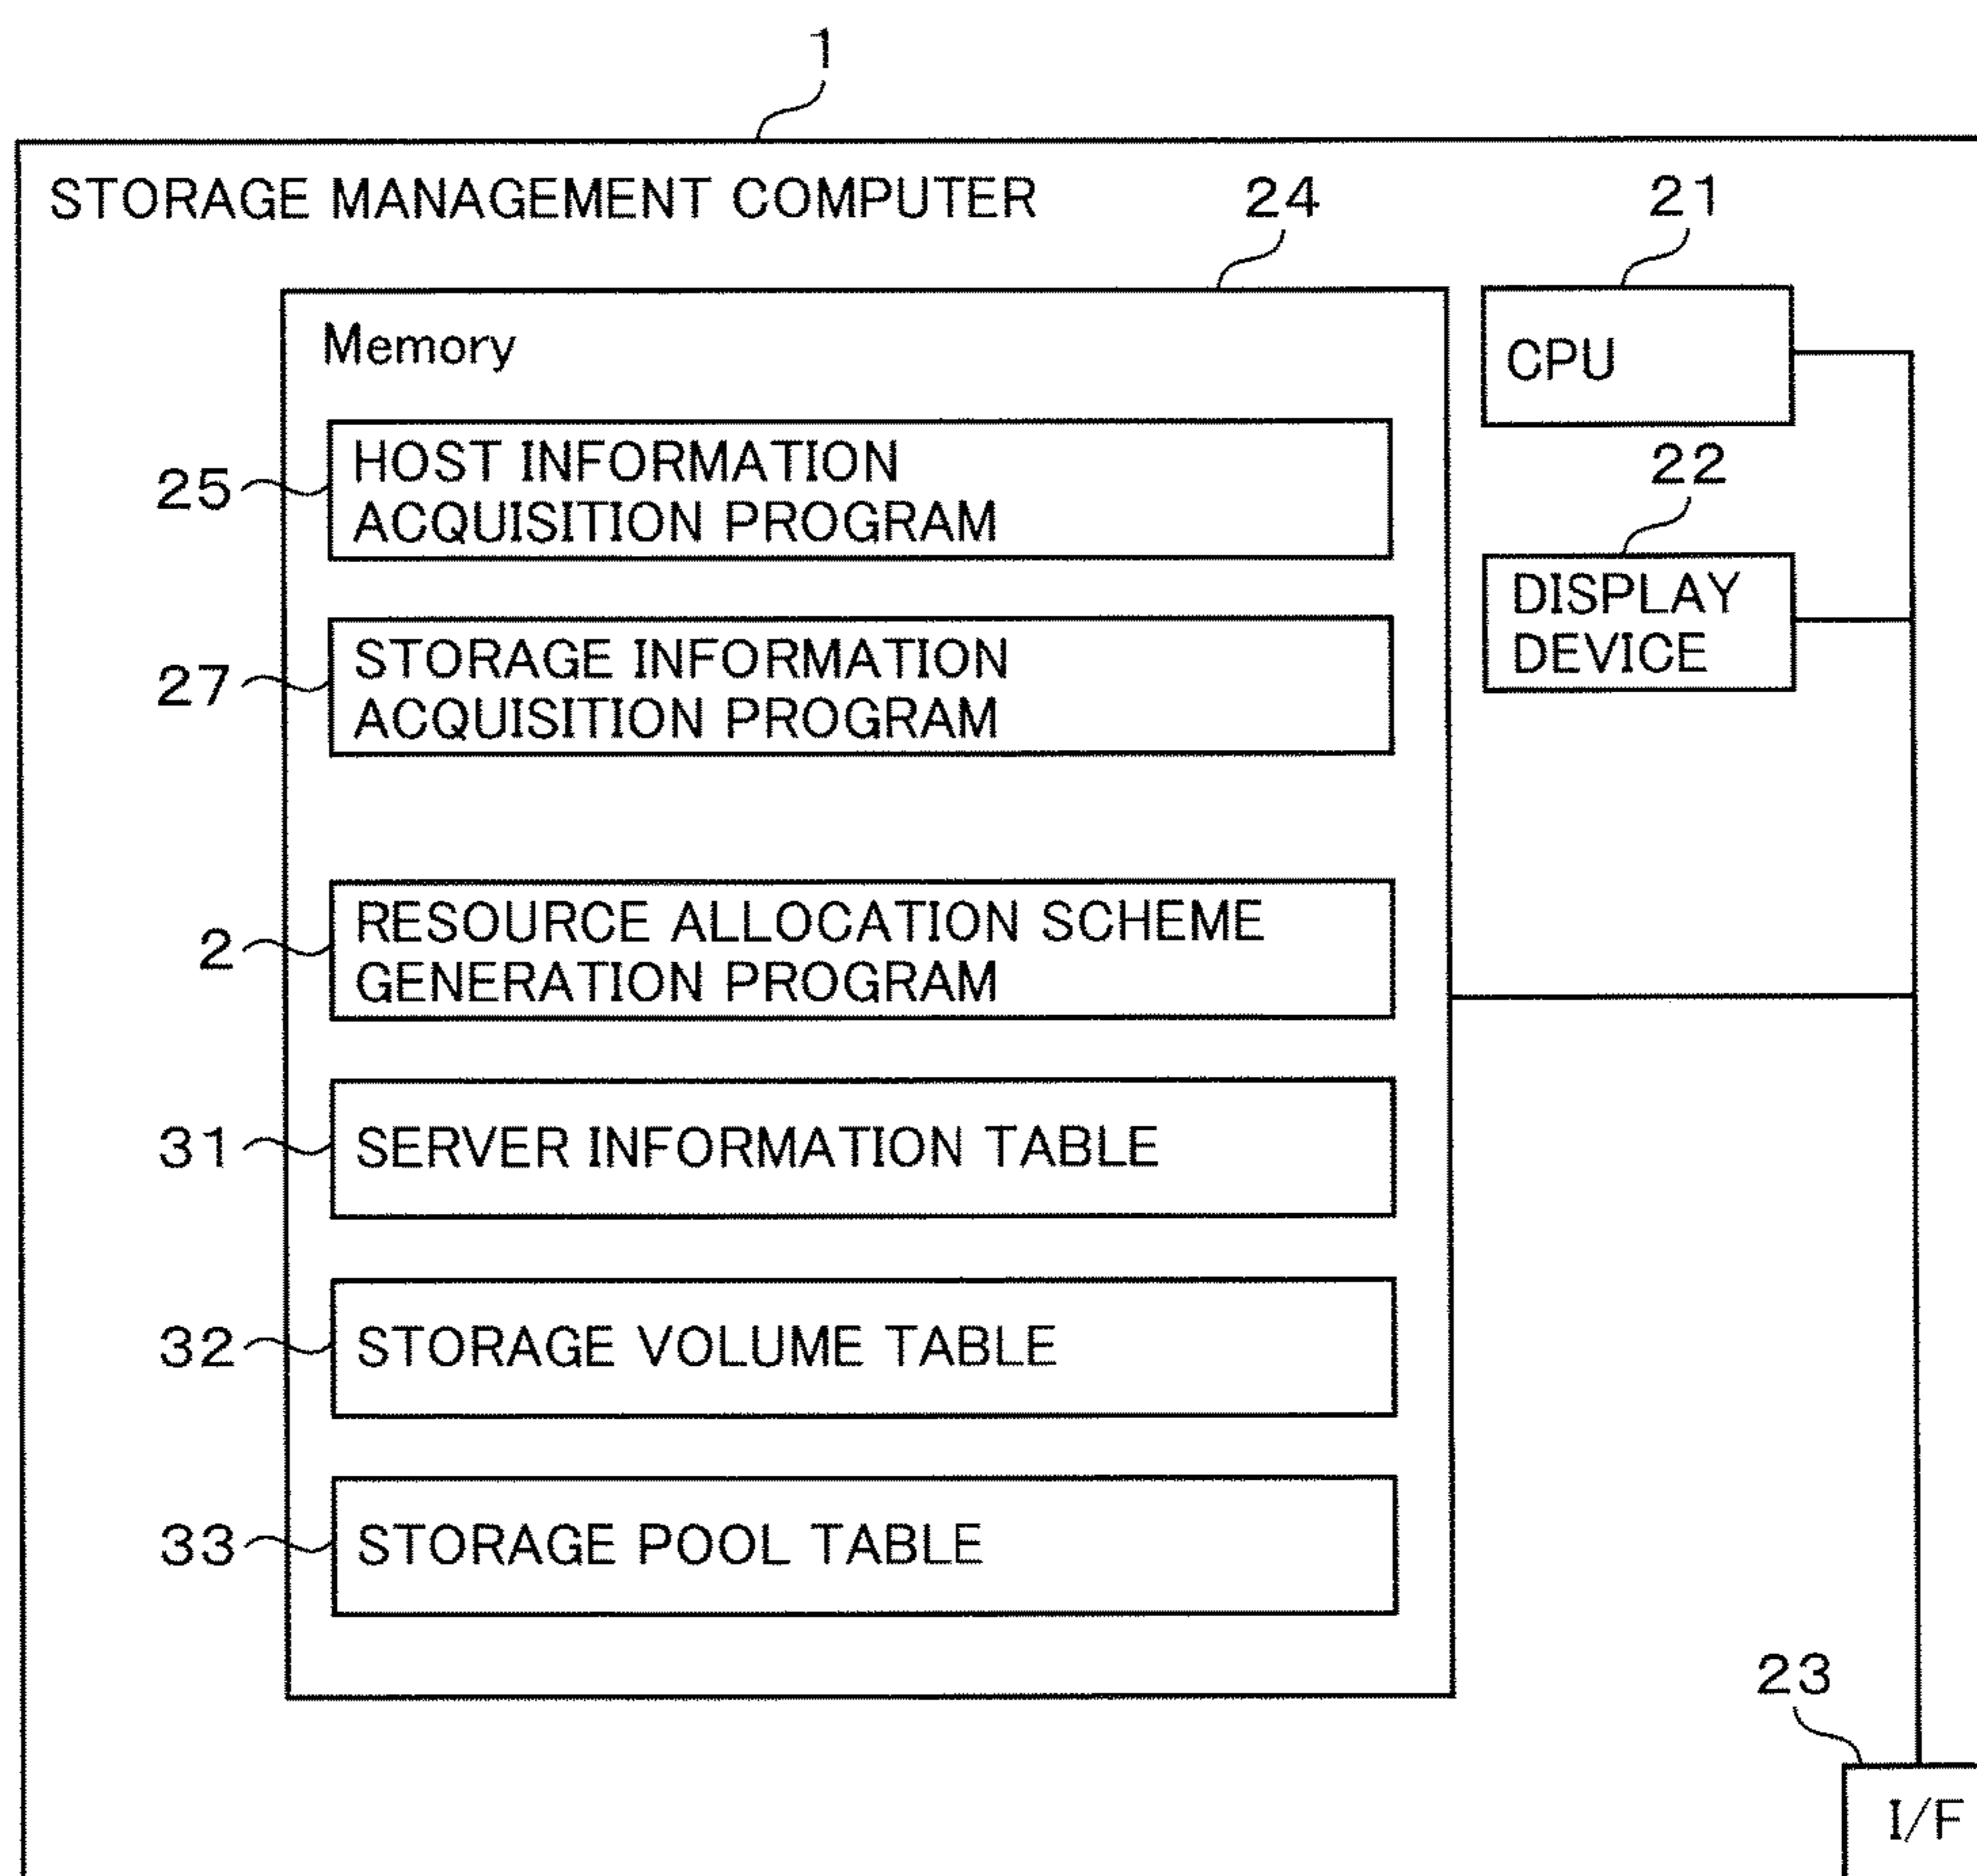 1
STORAGE MANAGEMENT COMPUTER
24
21
Memory
CPU
25
HOST INFORMATION
ACQUISITION PROGRAM
22
DISPLAY
DEVICE
27
STORAGE INFORMATION
ACQUISITION PROGRAM
2
RESOURCE ALLOCATION SCHEME
GENERATION PROGRAM
31
SERVER INFORMATION TABLE
32
STORAGE VOLUME TABLE
33
STORAGE POOL TABLE
23
I/F